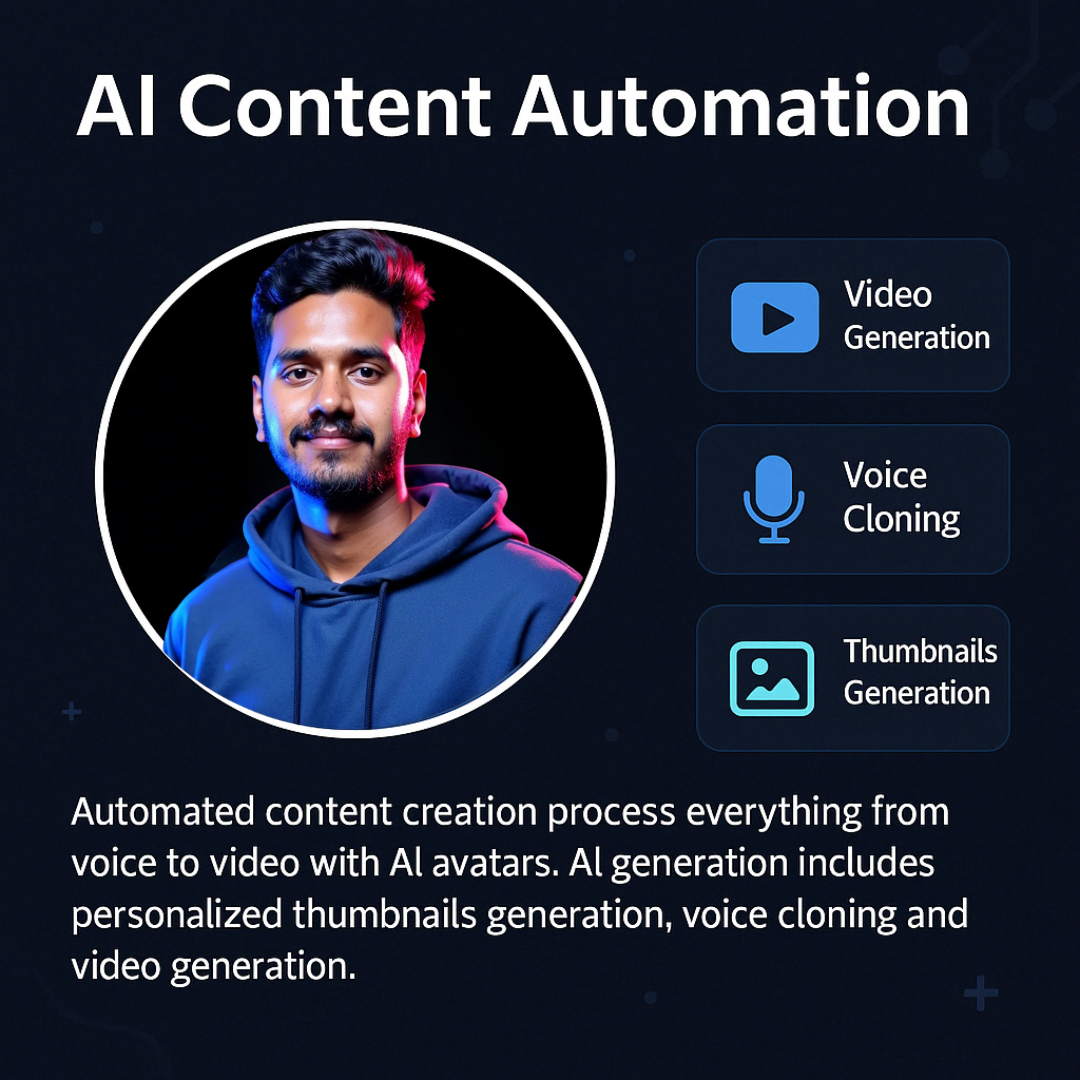 AI Content Automation
Video
Generation
Voice
Cloning
Thumbnails
Generation
Automated content creation process everything from
voice to video with AI avatars. AI generation includes
personalized thumbnails generation, voice cloning and
video generation.